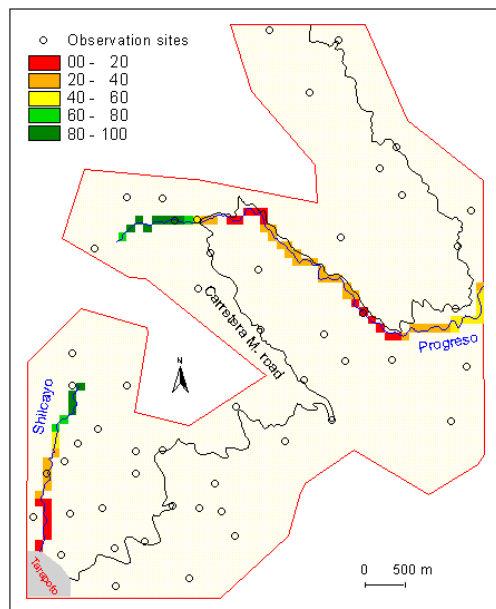 Observation sites
00 - 20
20 - 40
40 - 60
60 - 80
80 - 100
Carretera M. road
Progreso
Shilcayo
N
Tarapoto
0 500 m